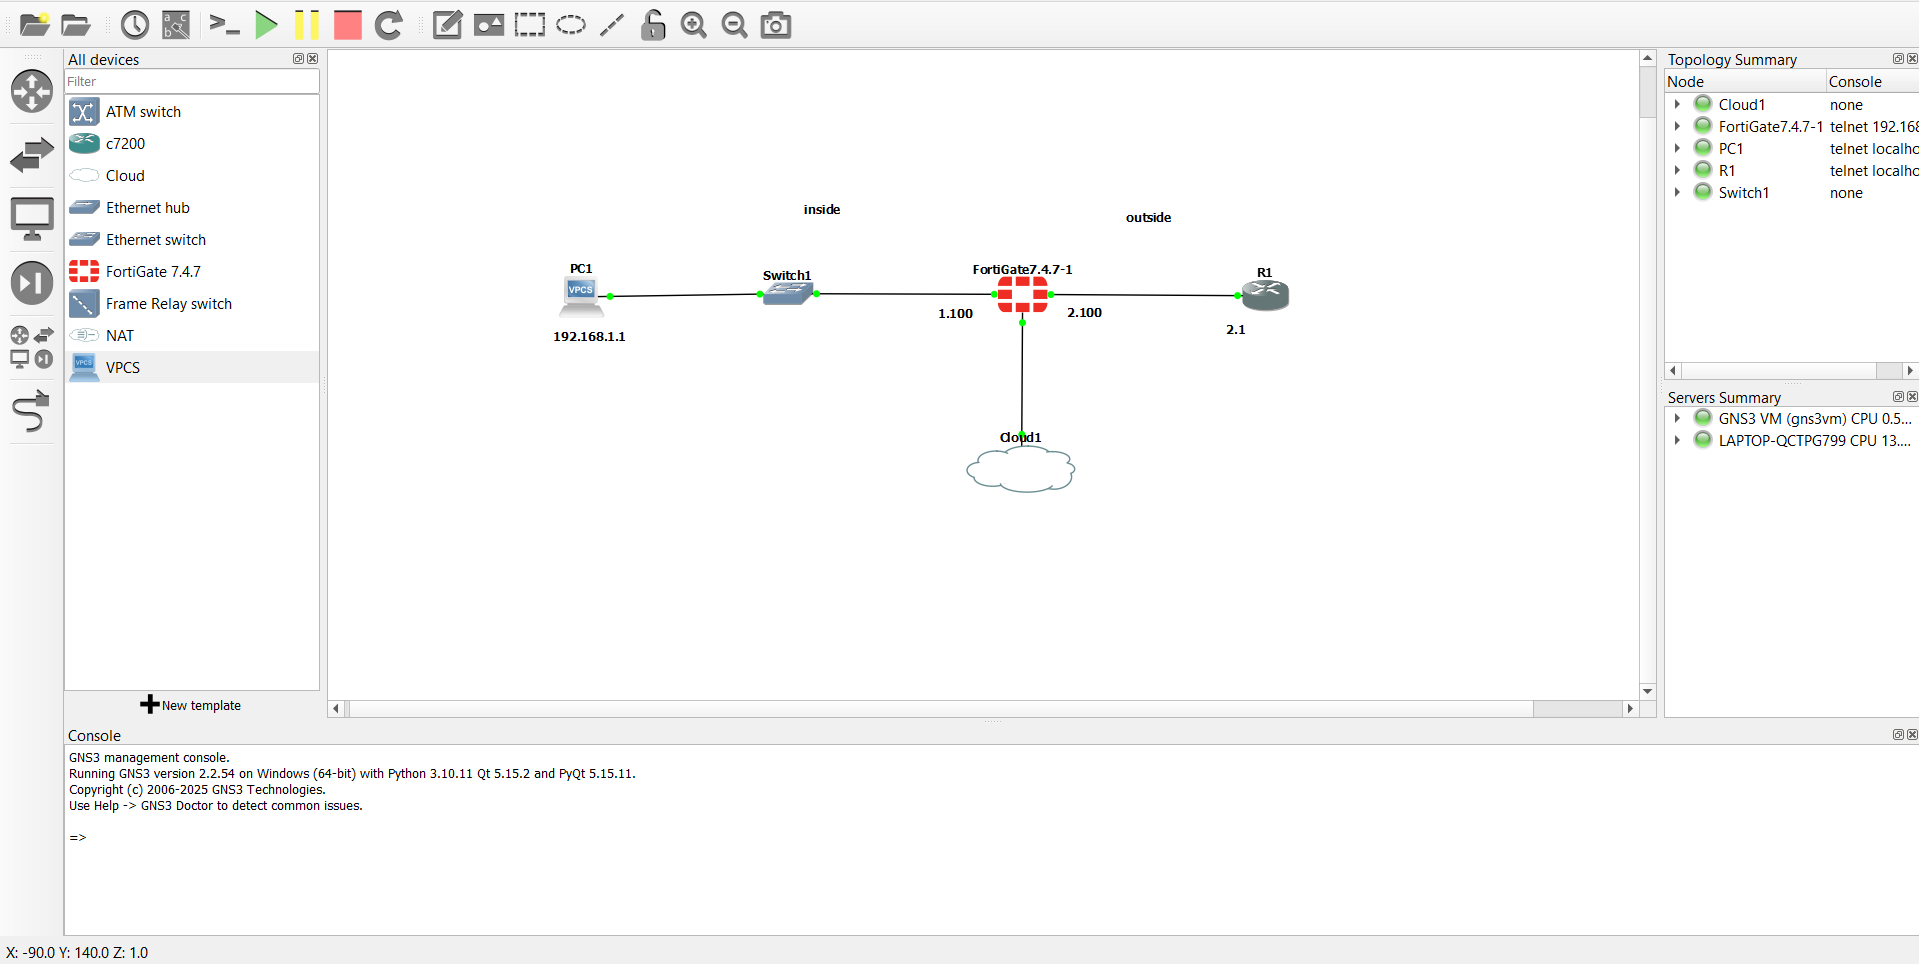 All devices
Filter
ATM switch
c7200
Cloud
Ethernet hub
Ethernet switch
FortiGate 7.4.7
Frame Relay switch
NAT
VPCS
New template
inside
outside
PC1
VPCS
192.168.1.1
Switch1
FortiGate7.4.7-1
1.100
2.100
R1
2.1
Cloud1
Topology Summary
Node Console
Cloud1 none
FortiGate7.4.7-1 telnet 192.168
PC1 telnet localho
R1 telnet localho
Switch1 none
Servers Summary
GNS3 VM (gns3vm) CPU 0.5...
LAPTOP-QCTPG799 CPU 13....
Console
GNS3 management console.
Running GNS3 version 2.2.54 on Windows (64-bit) with Python 3.10.11 Qt 5.15.2 and PyQt 5.15.11.
Copyright (c) 2006-2025 GNS3 Technologies.
Use Help -> GNS3 Doctor to detect common issues.
=>
X: -90.0 Y: 140.0 Z: 1.0